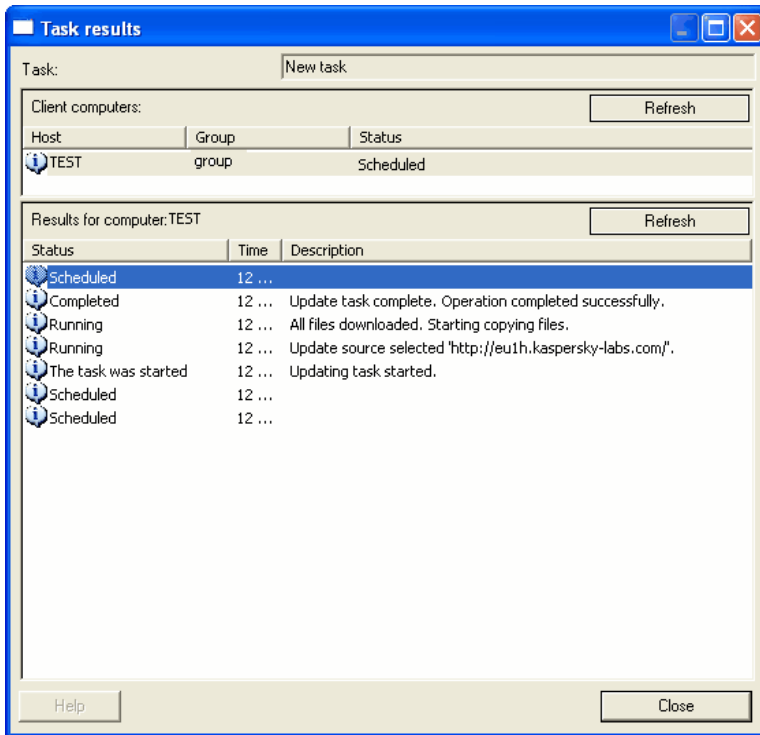 Task results
Task: New task
Client computers: Refresh
Host Group Status
TEST group Scheduled
Results for computer:TEST Refresh
Status Time Description
Scheduled 12 ...
Completed 12 ... Update task complete. Operation completed successfully.
Running 12 ... All files downloaded. Starting copying files.
Running 12 ... Update source selected 'http://eu1h.kaspersky-labs.com/'.
The task was started 12 ... Updating task started.
Scheduled 12 ...
Scheduled 12 ...
Help Close